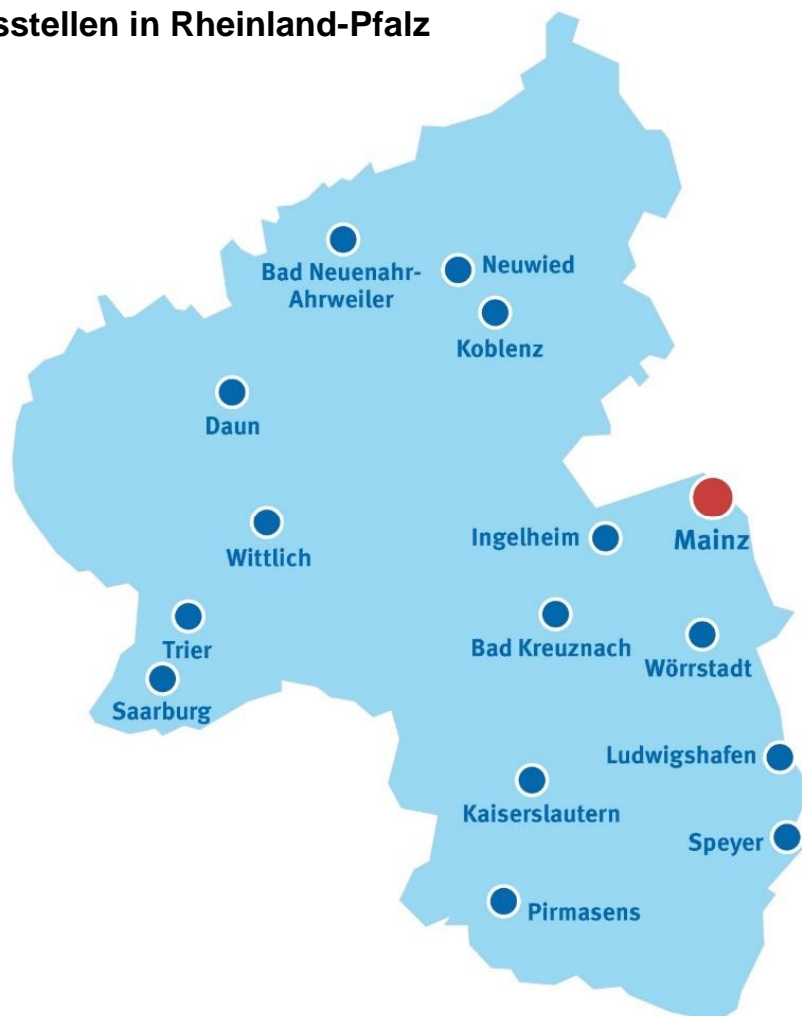 sstellen in Rheinland-Pfalz
Bad Neuenahr-
Ahrweiler
Neuwied
Koblenz
Daun
Wittlich
Ingelheim
Mainz
Trier
Bad Kreuznach
Wörrstadt
Saarburg
Ludwigshafen
Kaiserslautern
Speyer
Pirmasens